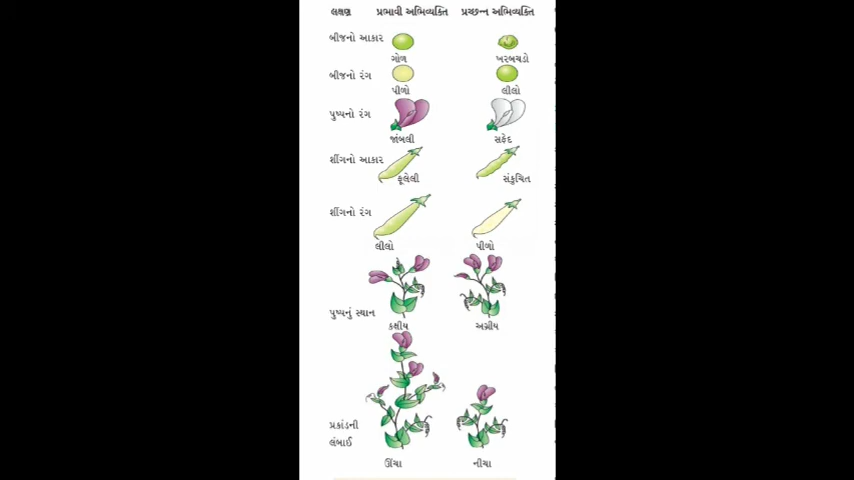 લક્ષણ પ્રભાવી અભિવ્યક્તિ પ્રચ્છન્ન અભિવ્યક્તિ
બીજનો આકાર
ગોળ ખરબચડો
બીજનો રંગ
પીળો લીલો
પુષ્પનો રંગ
જાંબલી સફેદ
શીંગનો આકાર
ફૂલેલી સંકુચિત
શીંગનો રંગ
લીલો પીળો
પુષ્પનું સ્થાન
કક્ષીય અગ્રીય
પ્રકાંડની
લંબાઈ
ઊંચા નીચા